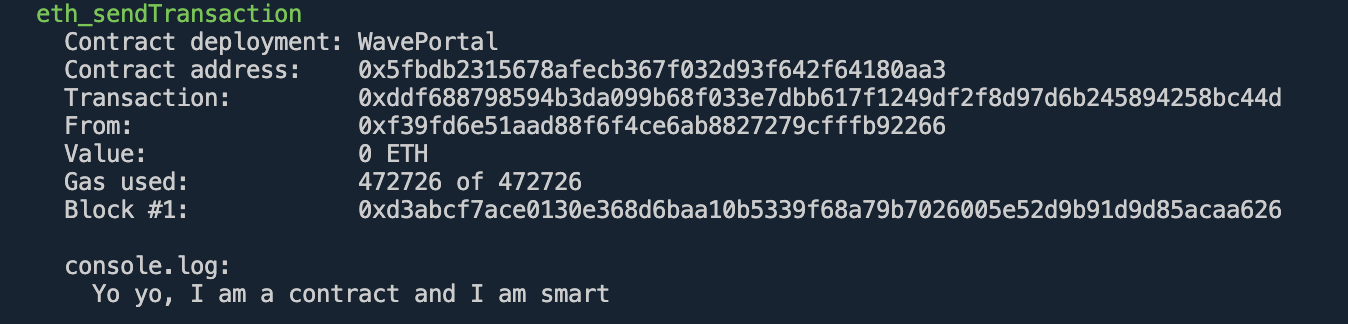 eth_sendTransaction
Contract deployment: WavePortal
Contract address: 0x5fbdb2315678afecb367f032d93f642f64180aa3
Transaction: 0xddf688798594b3da099b68f033e7dbb617f1249df2f8d97d6b245894258bc44d
From: 0xf39fd6e51aad88f6f4ce6ab8827279cfffb92266
Value: 0 ETH
Gas used: 472726 of 472726
Block #1: 0xd3abcf7ace0130e368d6baa10b5339f68a79b7026005e52d9b91d9d85acaa626
console.log:
Yo yo, I am a contract and I am smart